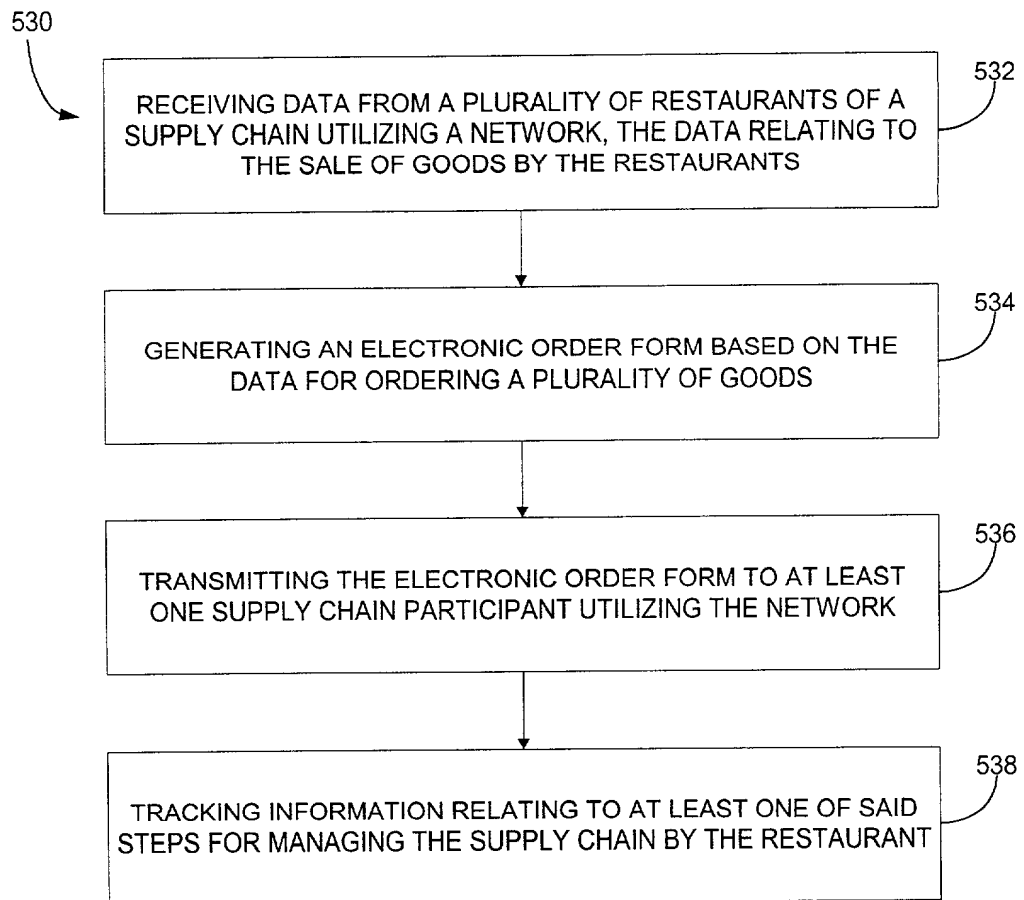 530
532
RECEIVING DATA FROM A PLURALITY OF RESTAURANTS OF A
SUPPLY CHAIN UTILIZING A NETWORK, THE DATA RELATING TO
THE SALE OF GOODS BY THE RESTAURANTS
534
GENERATING AN ELECTRONIC ORDER FORM BASED ON THE
DATA FOR ORDERING A PLURALITY OF GOODS
536
TRANSMITTING THE ELECTRONIC ORDER FORM TO AT LEAST
ONE SUPPLY CHAIN PARTICIPANT UTILIZING THE NETWORK
538
TRACKING INFORMATION RELATING TO AT LEAST ONE OF SAID
STEPS FOR MANAGING THE SUPPLY CHAIN BY THE RESTAURANT